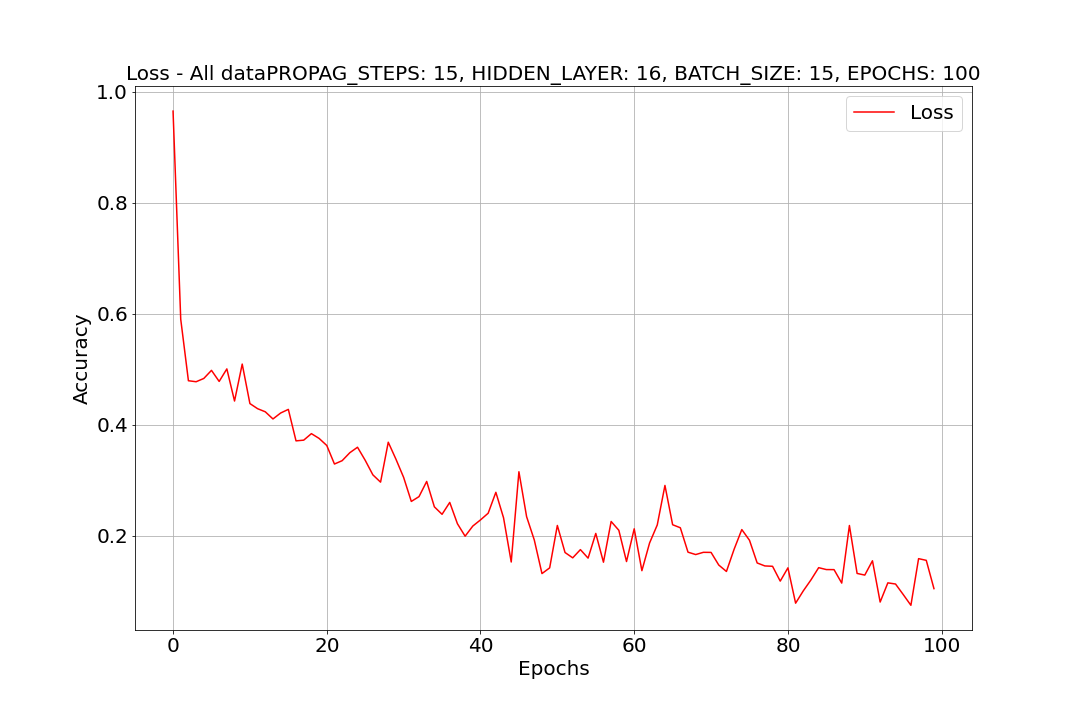 Loss - All dataPROPAG_STEPS: 15, HIDDEN_LAYER: 16, BATCH_SIZE: 15, EPOCHS: 100
Loss
1.0
0.8
0.6
0.4
0.2
Accuracy
0 20 40 60 80 100
Epochs